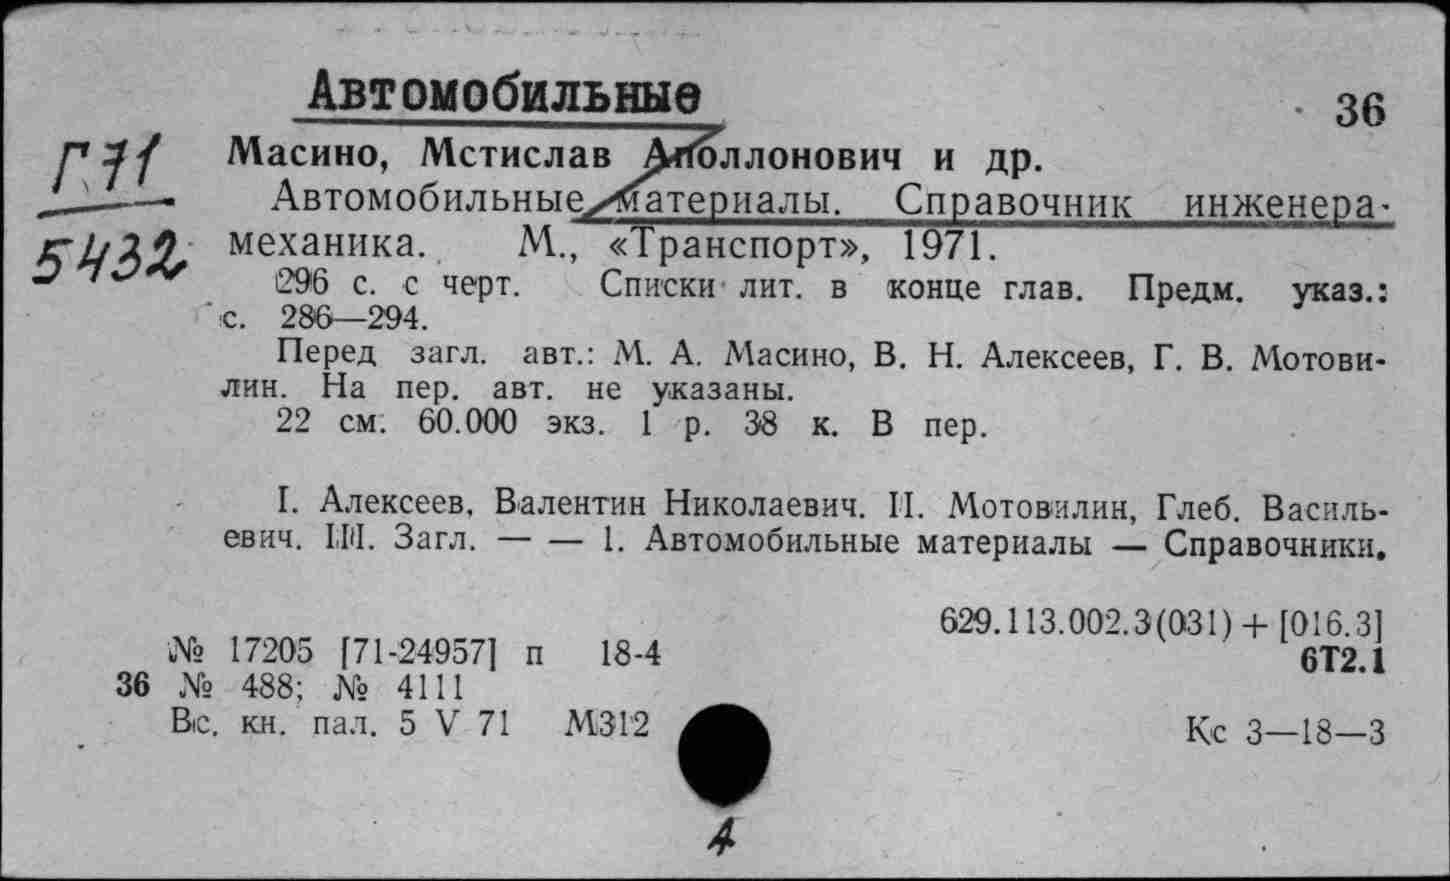 Автомобильные
36
Г71
5432
Масино, Мстислав Аполлонович и др.
Автомобильные материалы. Справочник инженера-
механика. М., «Транспорт», 1971.
296 с. с черт. Списки лит. в конце глав. Предм. указ.:
с. 286—294.
Перед загл. авт.: М. А. Масино, В. Н. Алексеев, Г. В. Мотови-
лин. На пер. авт. не указаны.
22 см. 60.000 экз. 1 р. 38 к. В пер.
I. Алексеев, Валентин Николаевич. II. Мотовилин, Глеб. Василь-
евич. III. Загл. — — 1. Автомобильные материалы — Справочники.
629.113.002.3(031) + [016.3]
№ 17205 [71-24957] п 18-4
6Т2.1
36 № 488; № 4111
Вс. кн. пал. 5 V 71 М312
Кс 3—18—3
4